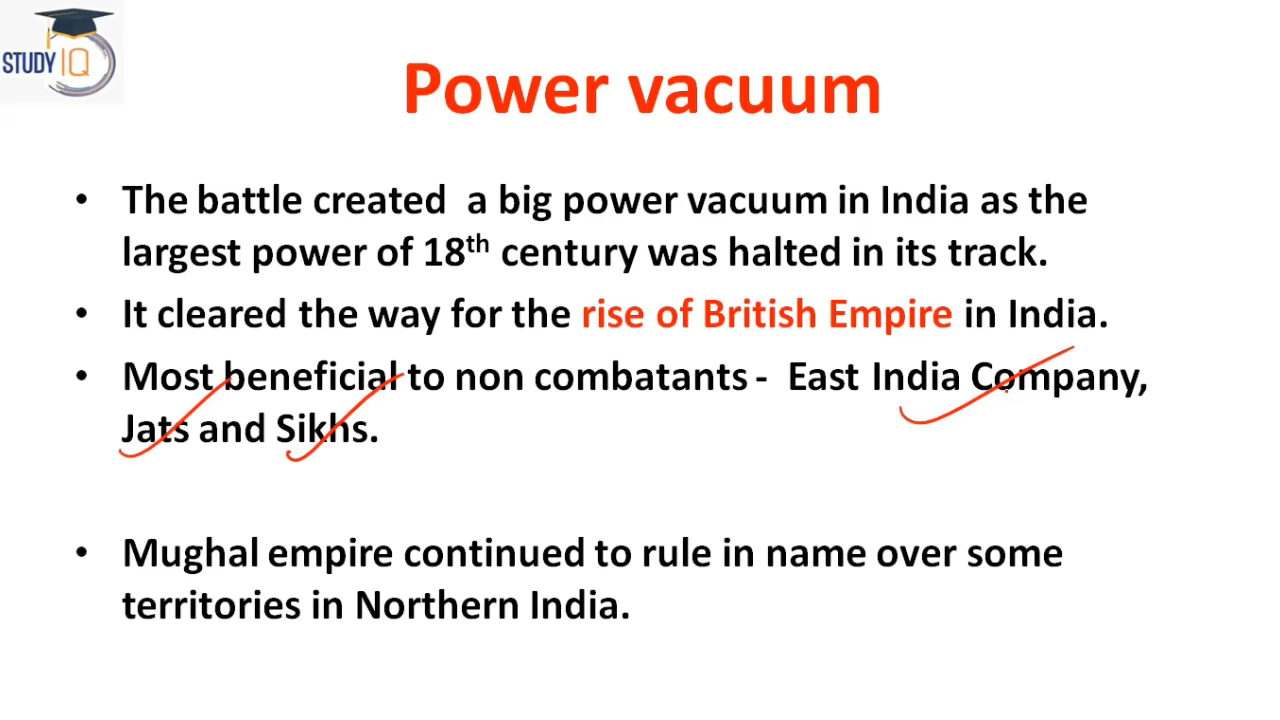 STUDY IQ
Power vacuum
• The battle created a big power vacuum in India as the
largest power of 18th century was halted in its track.
• It cleared the way for the rise of British Empire in India.
• Most beneficial to non combatants - East India Company,
Jats and Sikhs.
• Mughal empire continued to rule in name over some
territories in Northern India.